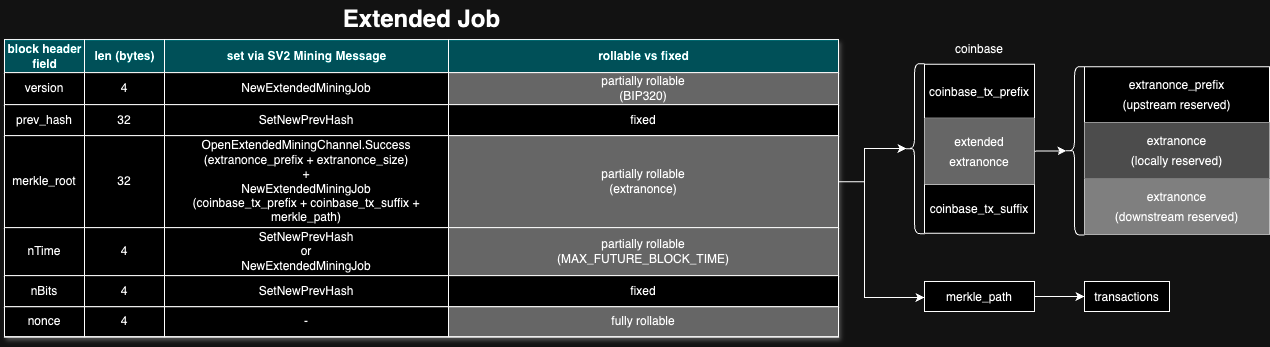 Extended Job
block header
field
len (bytes)
set via SV2 Mining Message
rollable vs fixed
version
4
NewExtendedMiningJob
partially rollable
(BIP320)
prev_hash
32
SetNewPrevHash
fixed
merkle_root
32
OpenExtendedMiningChannel.Success
(extranonce_prefix + extranonce_size)
+
NewExtendedMiningJob
(coinbase_tx_prefix + coinbase_tx_suffix +
merkle_path)
partially rollable
(extranonce)
nTime
4
SetNewPrevHash
or
NewExtendedMiningJob
partially rollable
(MAX_FUTURE_BLOCK_TIME)
nBits
4
SetNewPrevHash
fixed
nonce
4
-
fully rollable
coinbase
coinbase_tx_prefix
extended
extranonce
coinbase_tx_suffix
extranonce_prefix
(upstream reserved)
extranonce
(locally reserved)
extranonce
(downstream reserved)
merkle_path
transactions